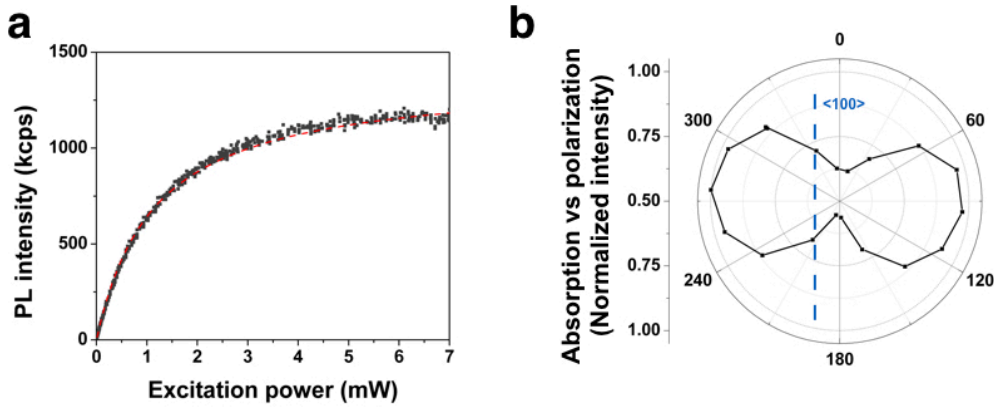 a
1500
1000
500
0
PL intensity (kcps)
0 1 2 3 4 5 6 7
Excitation power (mW)
b
Absorption vs polarization
(Normalized intensity)
1.00
0.75
0.50
0.75
1.00
0
60
120
180
240
300
<100>